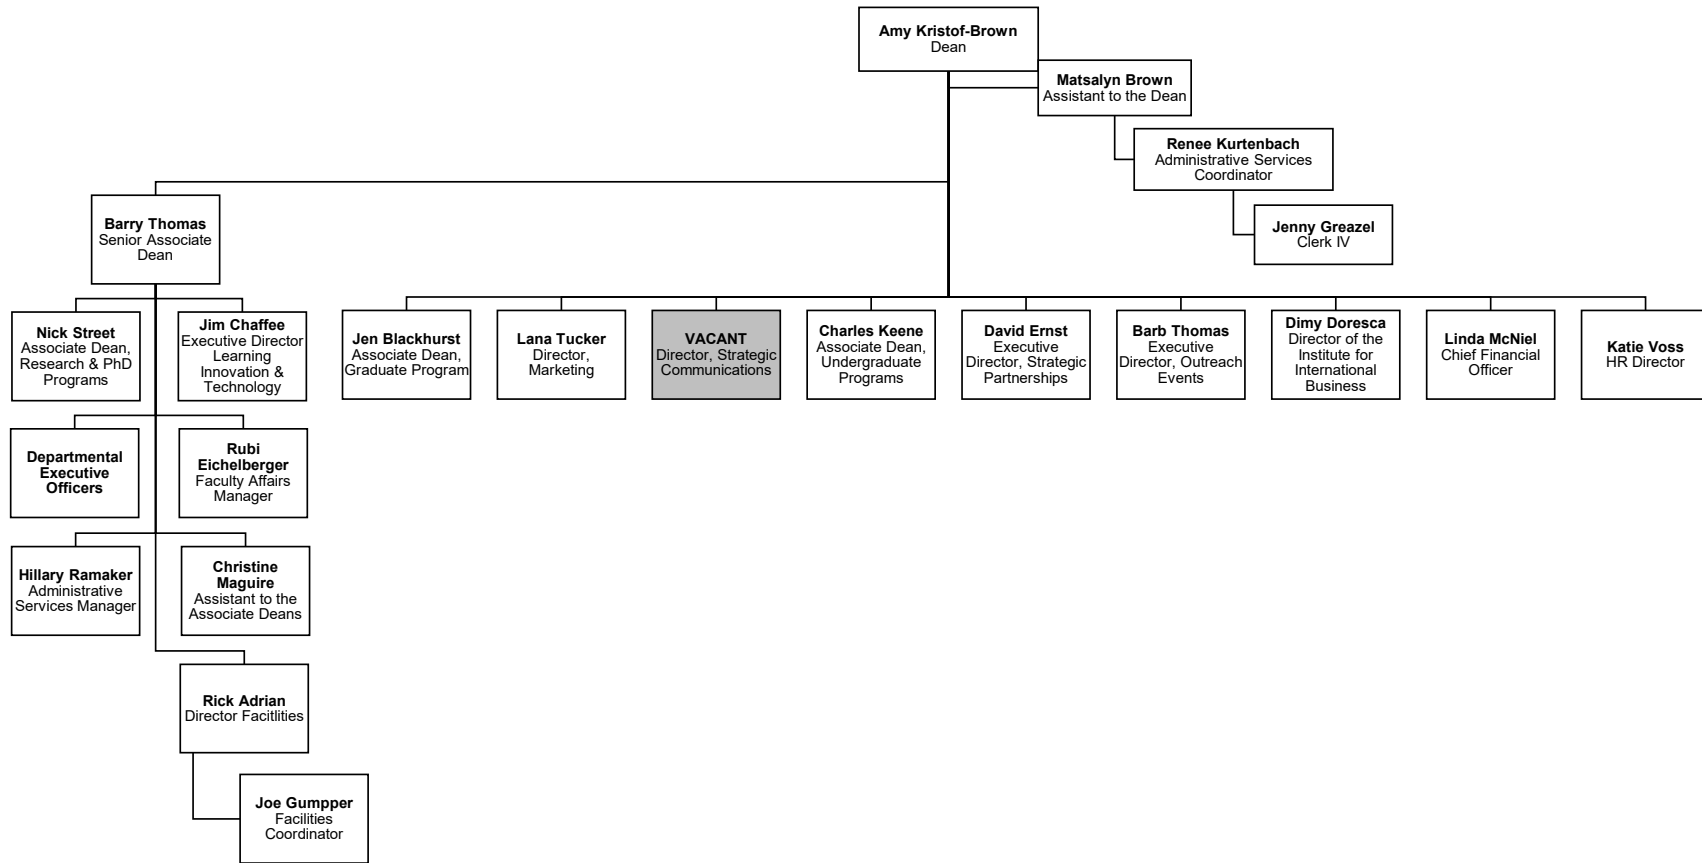 Amy Kristof-Brown
Dean
Matsalyn Brown
Assistant to the Dean
Renee Kurtenbach
Administrative Services
Coordinator
Jenny Greazel
Clerk IV
Barry Thomas
Senior Associate
Dean
Nick Street
Associate Dean,
Research & PhD
Programs
Jim Chaffee
Executive Director
Learning
Innovation &
Technology
Jen Blackhurst
Associate Dean,
Graduate Program
Lana Tucker
Director,
Marketing
VACANT
Director, Strategic
Communications
Charles Keene
Associate Dean,
Undergraduate
Programs
David Ernst
Executive
Director, Strategic
Partnerships
Barb Thomas
Executive
Director, Outreach
Events
Dimy Doresca
Director of the
Institute for
International
Business
Linda McNiel
Chief Financial
Officer
Katie Voss
HR Director
Departmental
Executive
Officers
Rubi
Eichelberger
Faculty Affairs
Manager
Hillary Ramaker
Administrative
Services Manager
Christine
Maguire
Assistant to the
Associate Deans
Rick Adrian
Director Facitlities
Joe Gumpper
Facilities
Coordinator